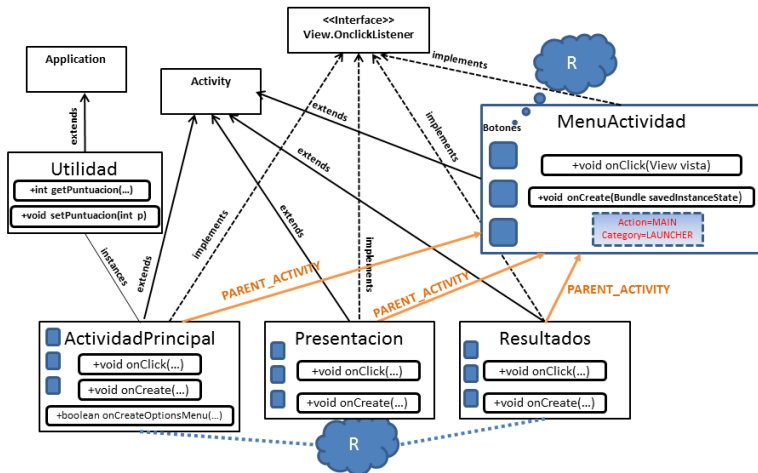 <<Interface>>
View.OnclickListener
Application
Activity
R
implements
extends
Utilidad
+int getPuntuacion(...)
+void setPuntuacion(int p)
Botones
MenuActividad
+void onClick(View vista)
+void onCreate(Bundle savedInstanceState
Action=MAIN
Category=LAUNCHER
extends
implements
extends
instances
extends
implements
extends
implements
PARENT_ACTIVITY
PARENT_ACTIVITY
PARENT_ACTIVITY
ActividadPrincipal
+void onClick(...)
+void onCreate(...)
+boolean onCreateOptionsMenu(...)
Presentacion
+void onClick(...)
+void onCreate(...)
Resultados
+void onClick(...)
+void onCreate(...)
R